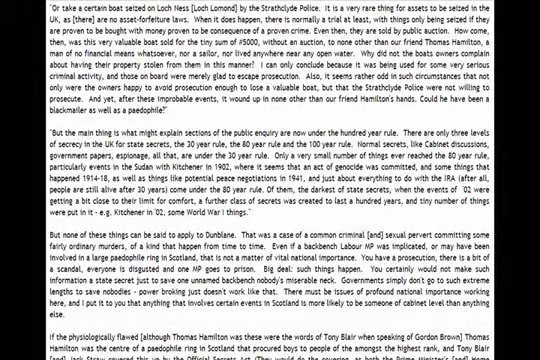 "Or take a certain boat seized on Loch Ness [Loch Lomond] by the Strathclyde Police. It is a very rare thing for assets to be seized in the
UK, as [there] are no asset-forfeiture laws. When it does happen, there is normally a trial at least, with things only being seized if they
are proven to be bought with money proven to be consequence of a proven crime. Even then, they are sold by public auction. How come,
then, was this very valuable boat sold for the tiny sum of #5000, without an auction, to none other than our friend Thomas Hamilton, a
man of no financial means whatsoever, nor a sailor, nor lived anywhere near any open water. Why did not the boats owners complain
about having their property stolen from them in this manner? I can only conclude because it was being used for some very serious
criminal activity, and those on board were merely glad to escape prosecution. Also, it seems rather odd in such circumstances that not
only were the owners happy to avoid prosecution enough to lose a valuable boat, but that the Strathclyde Police were not willing to
prosecute. And yet, after these improbable events, it wound up in none other than our friend Hamilton's hands. Could he have been a
blackmailer as well as a paedophile?"
"But the main thing is what might explain sections of the public enquiry are now under the hundred year rule. There are only three levels
of secrecy in the UK for state secrets, the 30 year rule, the 80 year rule and the 100 year rule. Normal secrets, like Cabinet discussions,
government papers, espionage, all that, are under the 30 year rule. Only a very small number of things ever reached the 80 year rule,
particularly events in the Sudan with Kitchener in 1902, where it seems that an act of genocide was committed, and some things that
happened 1914-18, as well as things like potential peace negotiations in 1941, and just about everything to do with the IRA (after all,
people are still alive after 30 years) come under the 80 year rule. Of them, the darkest of state secrets, when the events of '02 were
getting a bit close to their limit for comfort, a further class of secrets was created to last a hundred years, and tiny number of things
were put in it - e.g. Kitchener in '02, some World War I things."
But none of these things can be said to apply to Dunblane. That was a case of a common criminal [and] sexual pervert committing some
fairly ordinary murders, of a kind that happen from time to time. Even if a backbench Labour MP was implicated, or may have been
involved in a large paedophile ring in Scotland, that is not a matter of vital national importance. You have a prosecution, there is a bit of
a scandal, everyone is disgusted and one MP goes to prison. Big deal: such things happen. You certainly would not make such
information a state secret just to save one unnamed backbench nobody's miserable neck. Governments simply don't go to such extreme
lengths to save nobodies - power broking just doesn't work like that. There must be issues of profound national importance working
here, and I put it to you that anything that involves certain events in Scotland is more likely to be someone of cabinet level than anything
else.
If the physiologically flawed [although Thomas Hamilton was these were the words of Tony Blair when speaking of Gordon Brown] Thomas
Hamilton was the centre of a paedophile ring in Scotland that procured boys to people of the amongst the highest rank, and Tony Blair